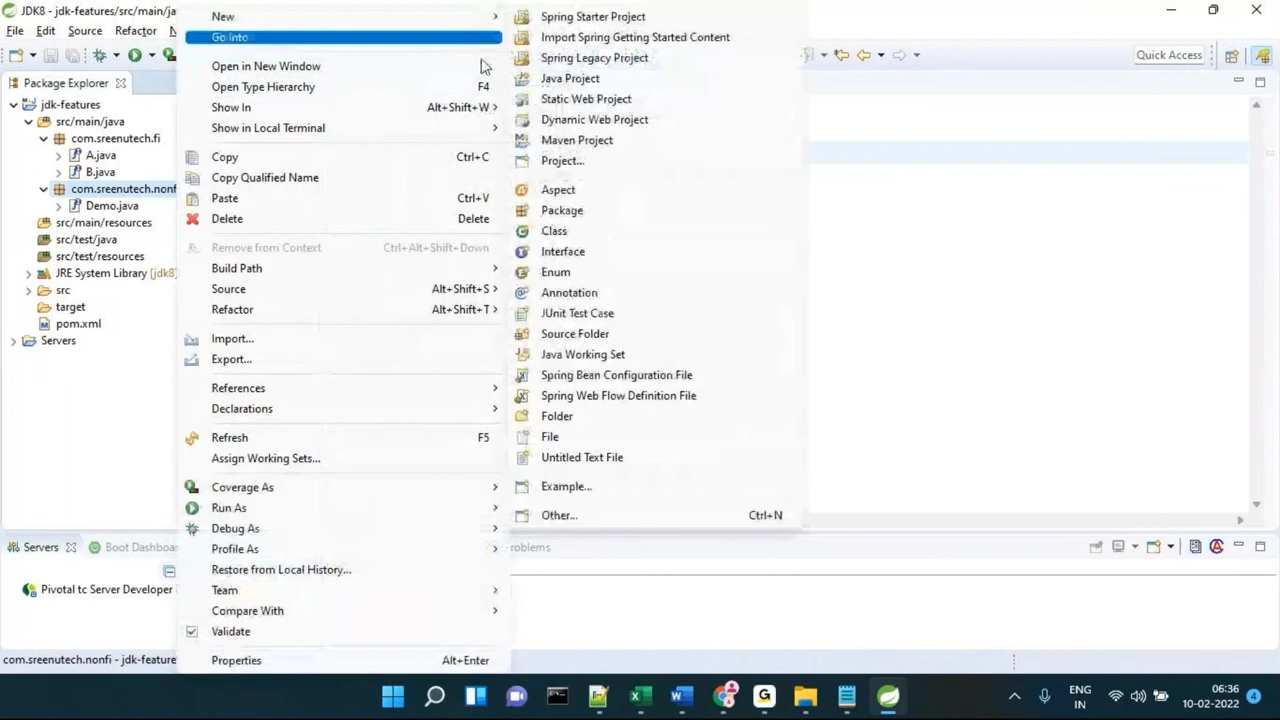 JDK8 - jdk-features/src/main/ja
File Edit Source Refactor N
Quick Access
Package Explorer
jdk-features
src/main/java
com.sreenutech.fi
A.java
B.java
com.sreenutech.nonfi
Demo.java
src/main/resources
src/test/java
src/test/resources
JRE System Library [jdk8]
src
target
pom.xml
Servers
New
Go Into
Open in New Window
Open Type Hierarchy F4
Show In Alt+Shift+W
Show in Local Terminal
Copy Ctrl+C
Copy Qualified Name
Paste Ctrl+V
Delete Delete
Remove from Context Ctrl+Alt+Shift+Down
Build Path
Source Alt+Shift+S
Refactor Alt+Shift+T
Import...
Export...
References
Declarations
Refresh F5
Assign Working Sets...
Coverage As
Run As
Debug As
Profile As
Restore from Local History...
Team
Compare With
Validate
Properties Alt+Enter
Spring Starter Project
Import Spring Getting Started Content
Spring Legacy Project
Java Project
Static Web Project
Dynamic Web Project
Maven Project
Project...
Aspect
Package
Class
Interface
Enum
Annotation
JUnit Test Case
Source Folder
Java Working Set
Spring Bean Configuration File
Spring Web Flow Definition File
Folder
File
Untitled Text File
Example...
Other... Ctrl+N
Servers Boot Dashboa roblems
Pivotal tc Server Developer
com.sreenutech.nonfi - jdk-feature
ENG
IN
06:36
10-02-2022
4